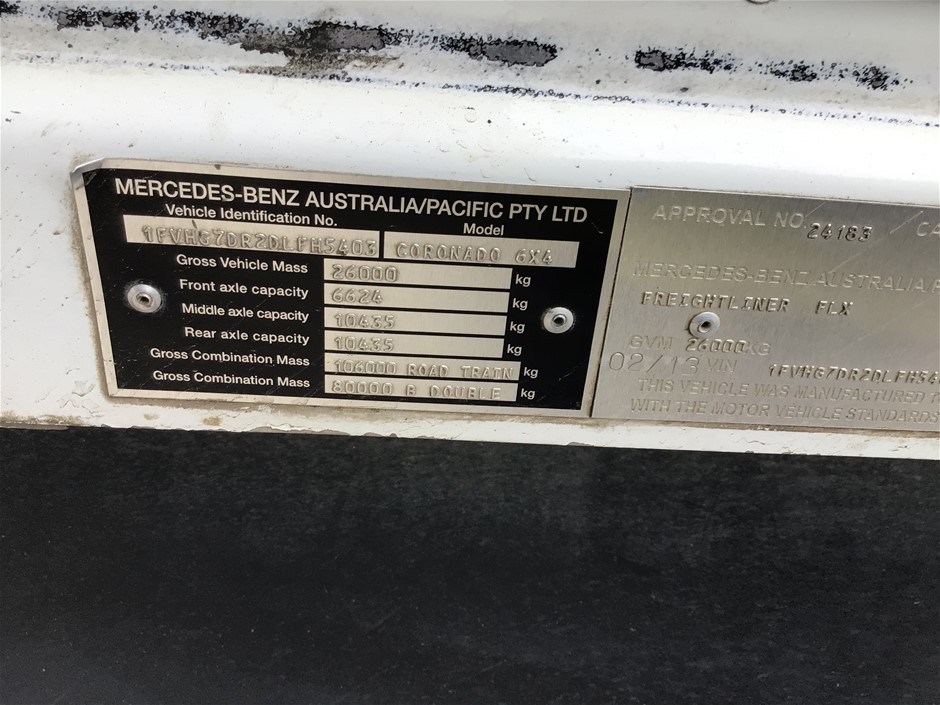 MERCEDES-BENZ AUSTRALIA/PACIFIC PTY LTD
Vehicle Identification No. Model
1FVHG7DR2DLFH5403 CORONADO 6X4
Gross Vehicle Mass 26000 kg
Front axle capacity 6624 kg
Middle axle capacity 10435 kg
Rear axle capacity 10435 kg
Gross Combination Mass 106000 ROAD TRAIN kg
Gross Combination Mass 80000 B DOUBLE kg
APPROVAL NO. 24183 CA
MERCEDES-BENZ AUSTRALIA P
FREIGHTLINER FLX
GVM 26000KG
02/13 VIN 1FVHG7DR2DLFH54
THIS VEHICLE WAS MANUFACTURED T
WITH THE MOTOR VEHICLE STANDARDS